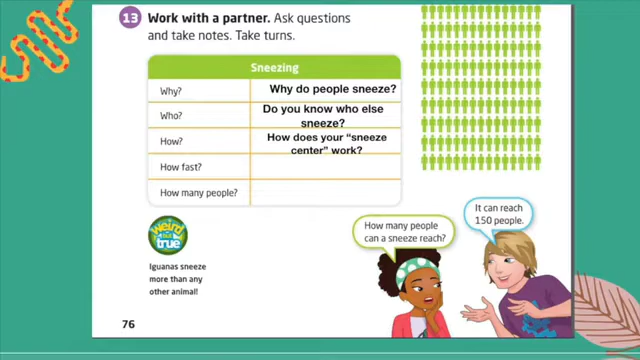 13 Work with a partner. Ask questions
and take notes. Take turns.
Sneezing
Why? Why do people sneeze?
Who? Do you know who else
sneeze?
How? How does your "sneeze
center" work?
How fast?
How many people?
It can reach
150 people.
How many people
can a sneeze reach?
weird
but
true
Iguanas sneeze
more than any
other animal!
76